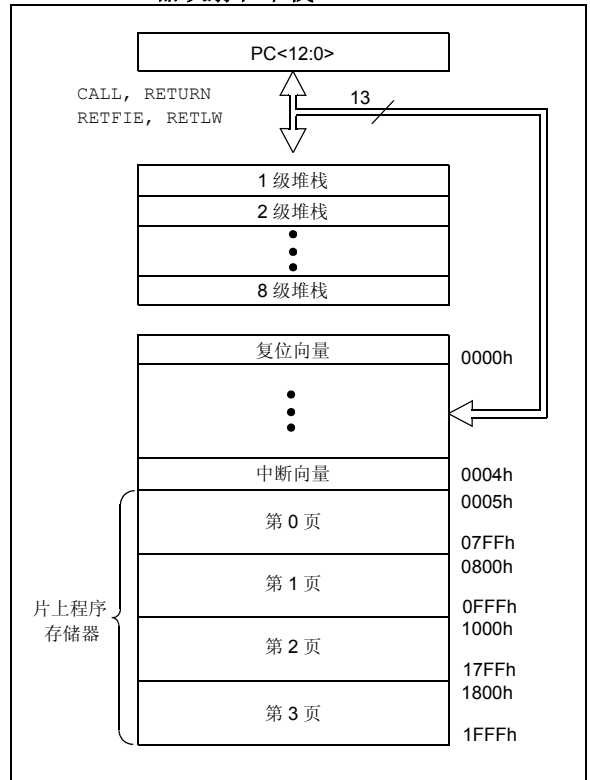 PC<12:0>
CALL, RETURN
RETFIE, RETLW
13
1 级堆栈
2 级堆栈
8 级堆栈
复位向量
0000h
中断向量
0004h
0005h
第 0 页
07FFh
0800h
第 1 页
0FFFh
片上程序
存储器
1000h
第 2 页
17FFh
1800h
第 3 页
1FFFh